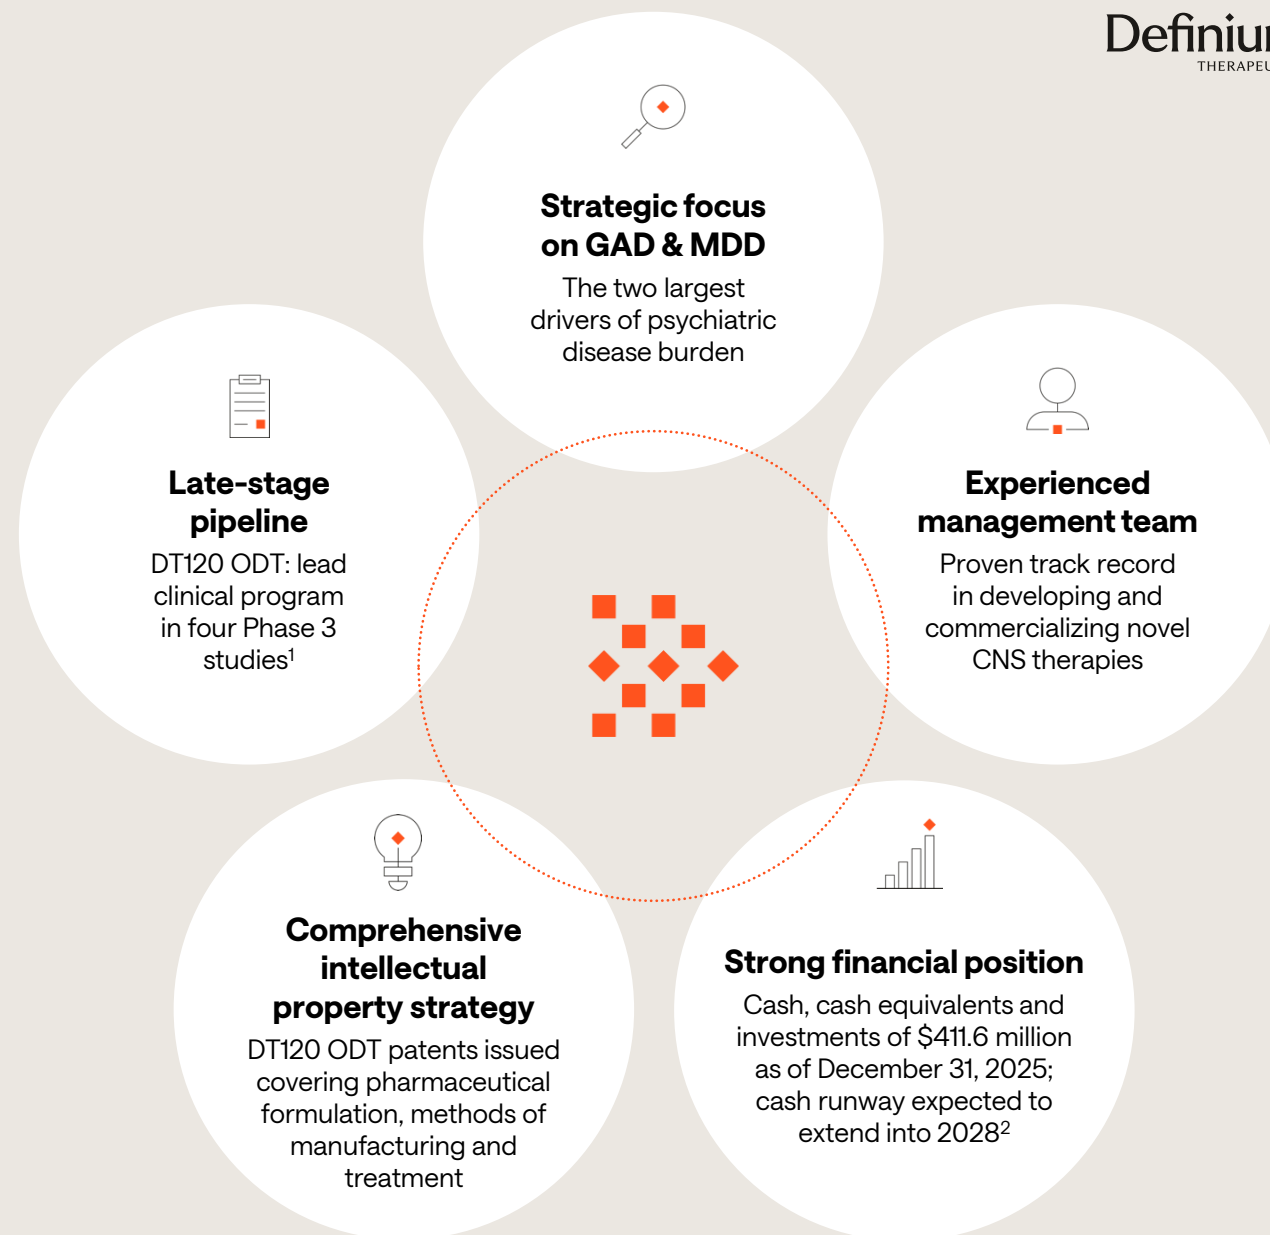 Strategic focus
on GAD & MDD
The two largest
drivers of psychiatric
disease burden
Late-stage
pipeline
DT120 ODT: lead
clinical program
in four Phase 3
studies¹
Experienced
management team
Proven track record
in developing and
commercializing novel
CNS therapies
Comprehensive
intellectual
property strategy
DT120 ODT patents issued
covering pharmaceutical
formulation, methods of
manufacturing and
treatment
Strong financial position
Cash, cash equivalents and
investments of $411.6 million
as of December 31, 2025;
cash runway expected to
extend into 2028²